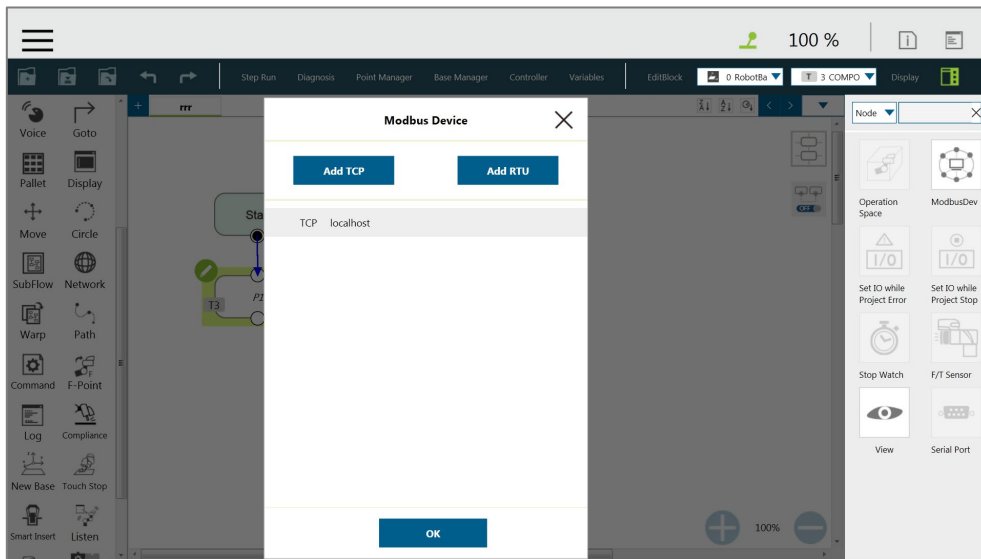 100 %
Step Run Diagnosis Point Manager Base Manager Controller Variables EditBlock 0 RobotBa T 3 COMPO Display
+ rrr
Modbus Device
Add TCP Add RTU
TCP localhost
OK
Voice Goto
Pallet Display
Move Circle
SubFlow Network
Warp Path
Command F-Point
Log Compliance
New Base Touch Stop
Smart Insert Listen
Sta
T3
OFF
100%
Node
Operation Space
ModbusDev
I/O I/O
Set IO while
Project Error
Set IO while
Project Stop
Stop Watch F/T Sensor
View Serial Port